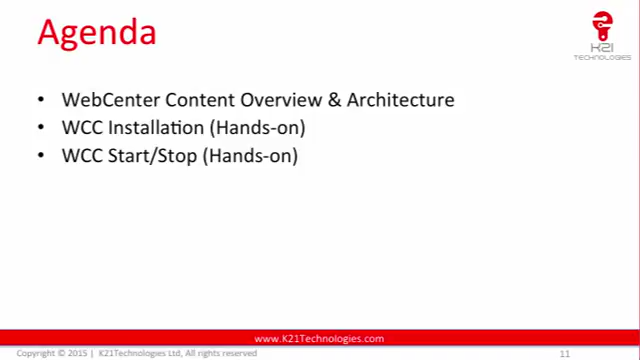 Agenda
K21
TECHNOLOGIES
• WebCenter Content Overview & Architecture
• WCC Installation (Hands-on)
• WCC Start/Stop (Hands-on)
www.K21Technologies.com
Copyright © 2015 | K21Technologies Ltd, All rights reserved
11